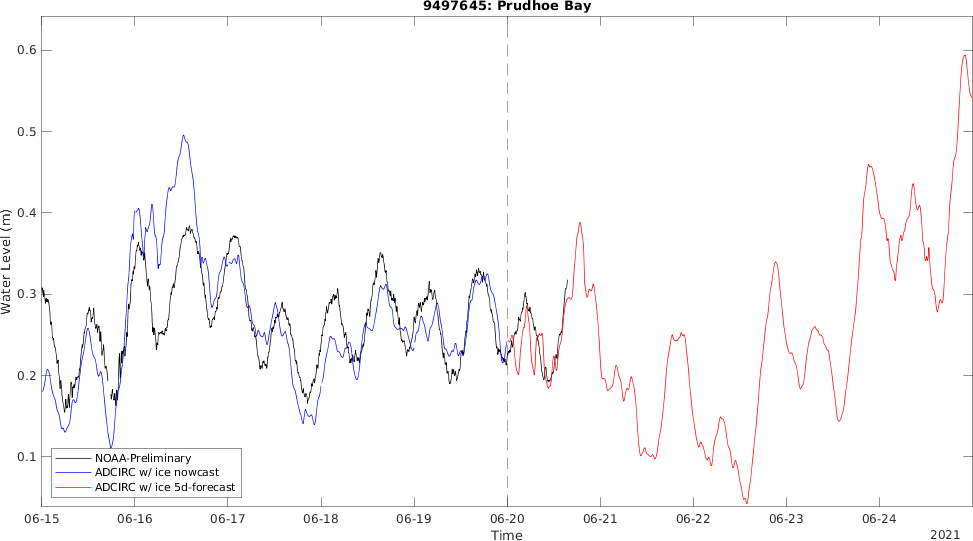 9497645: Prudhoe Bay
Water Level (m)
0.6
0.5
0.4
0.3
0.2
0.1
NOAA-Preliminary
ADCIRC w/ ice nowcast
ADCIRC w/ ice 5d-forecast
06-15 06-16 06-17 06-18 06-19 06-20 06-21 06-22 06-23 06-24
Time
2021